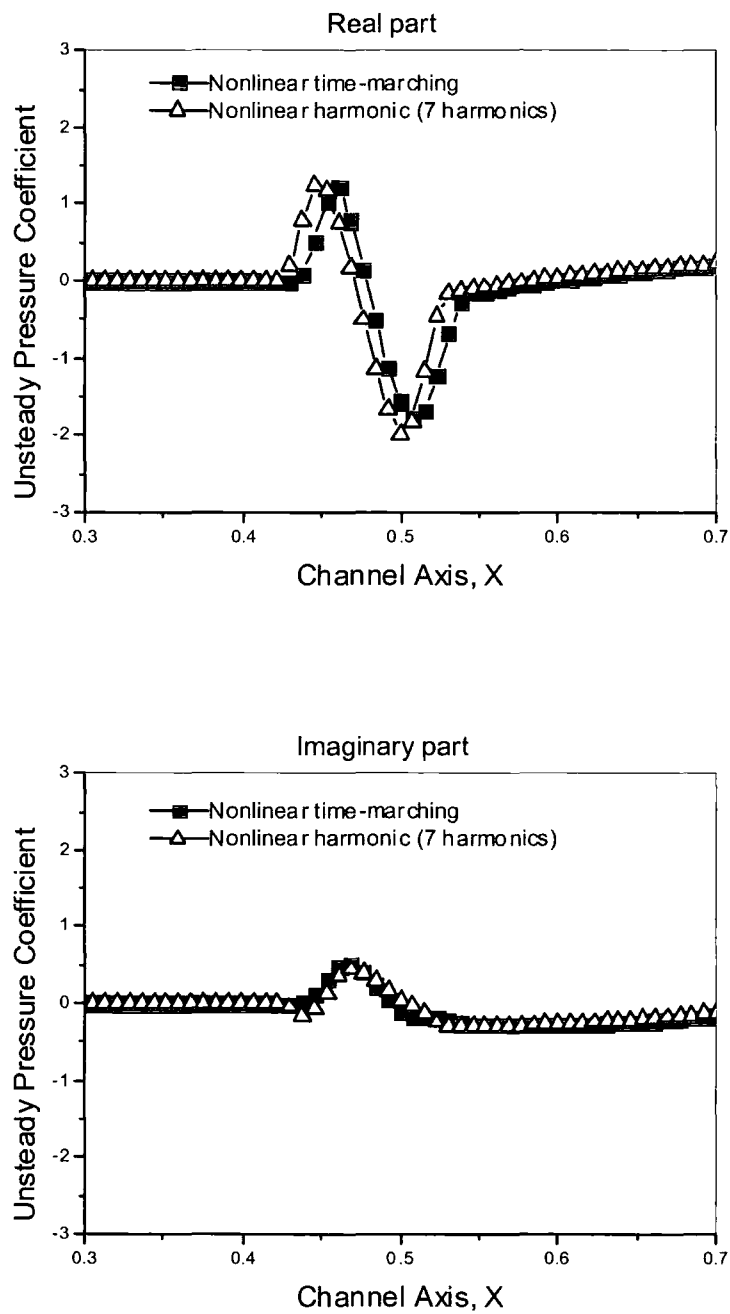 Real part
3
Nonlinear time-marching
Nonlinear harmonic (7 harmonics)
2
1
0
-1
-2
-3
Unsteady Pressure Coefficient
0.3
0.4
0.5
0.6
0.7
Channel Axis, X
Imaginary part
3
Nonlinear time-marching
Nonlinear harmonic (7 harmonics)
2
1
0
-1
-2
-3
Unsteady Pressure Coefficient
0.3
0.4
0.5
0.6
0.7
Channel Axis, X